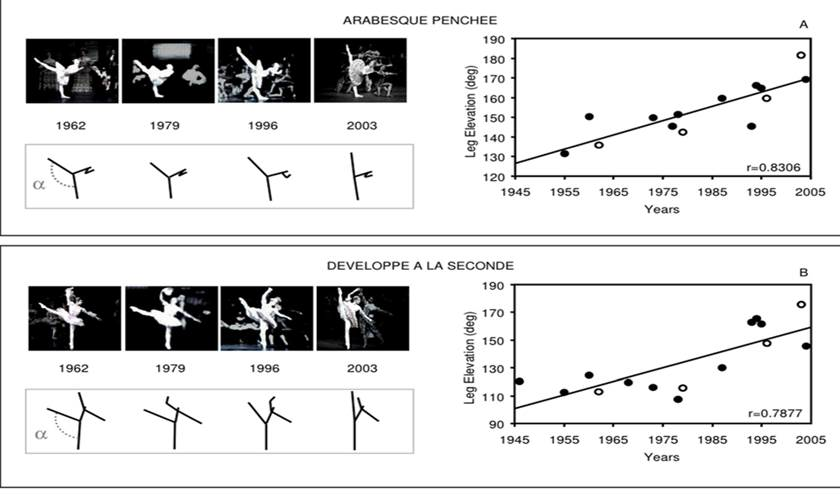 ARABESQUE PENCHEE
A
1962 1979 1996 2003
α
Leg Elevation (deg)
190
180
170
160
150
140
130
120
r=0.8306
1945 1955 1965 1975 1985 1995 2005
Years
DEVELOPPE A LA SECONDE
B
1962 1979 1996 2003
α
Leg Elevation (deg)
190
170
150
130
110
90
r=0.7877
1945 1955 1965 1975 1985 1995 2005
Years